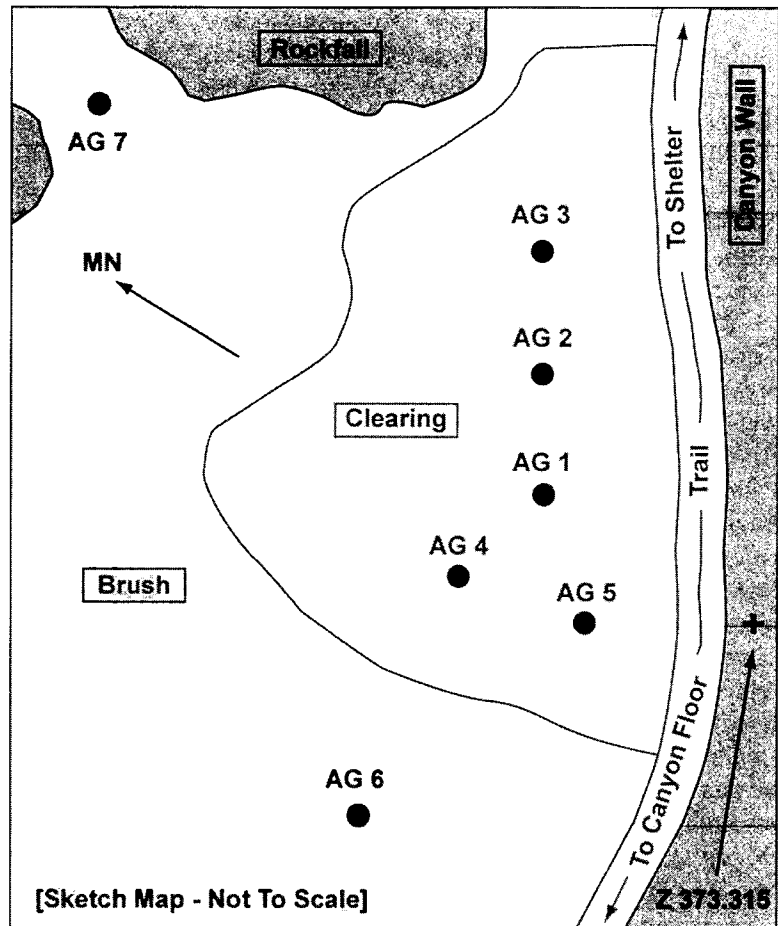 Rockfall
AG 7
Canyon Wall
To Shelter
AG 3
MN
AG 2
Clearing
AG 1
Trail
AG 4
Brush
AG 5
To Canyon Floor
AG 6
[Sketch Map - Not To Scale]
Z 373.315